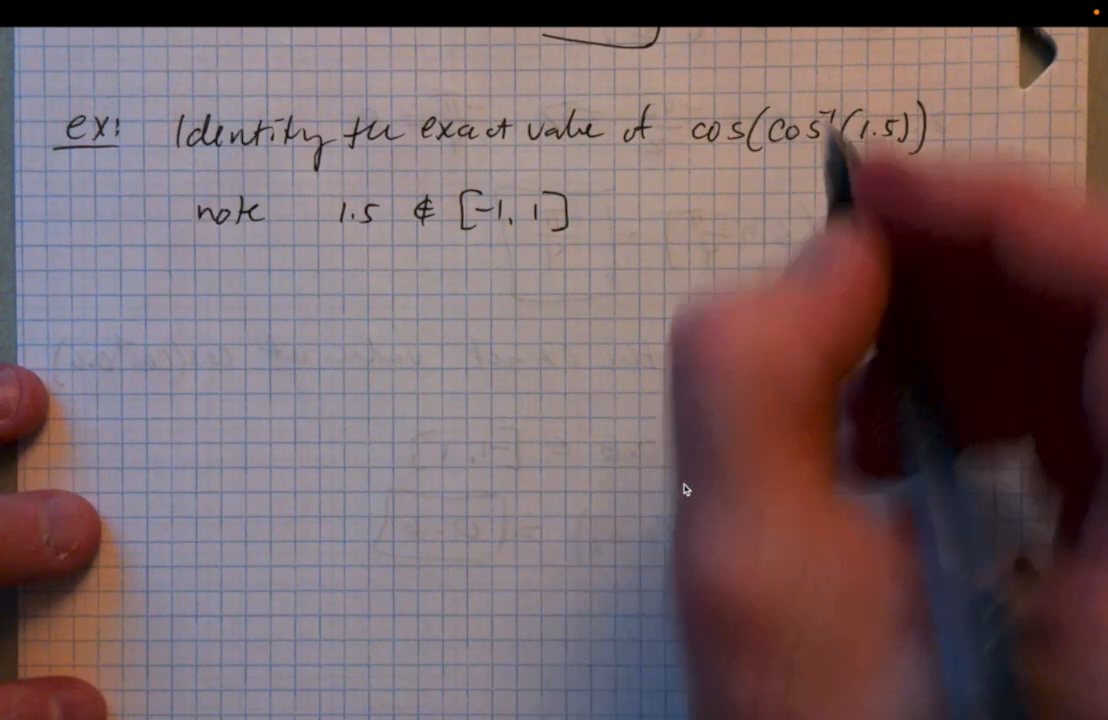 ex: Identify the exact value of cos(cos⁻¹(1.5))
note 1.5 ∉ [-1, 1]